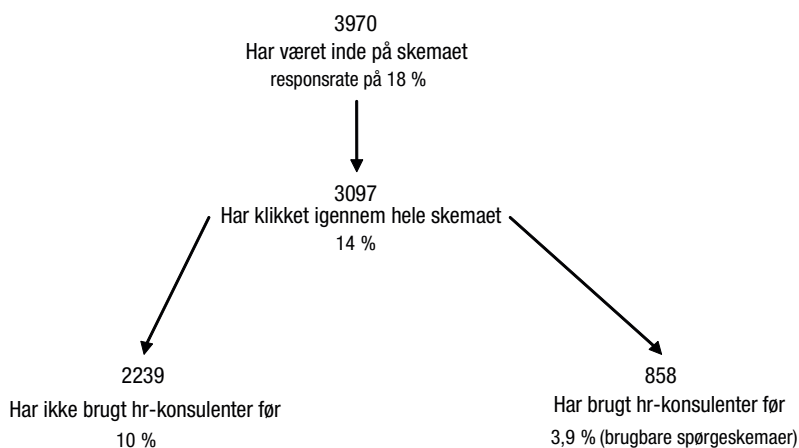 3970
Har været inde på skemaet
responsrate på 18 %
3097
Har klikket igennem hele skemaet
14 %
2239
Har ikke brugt hr-konsulenter før
10 %
858
Har brugt hr-konsulenter før
3,9 % (brugbare spørgeskemaer)